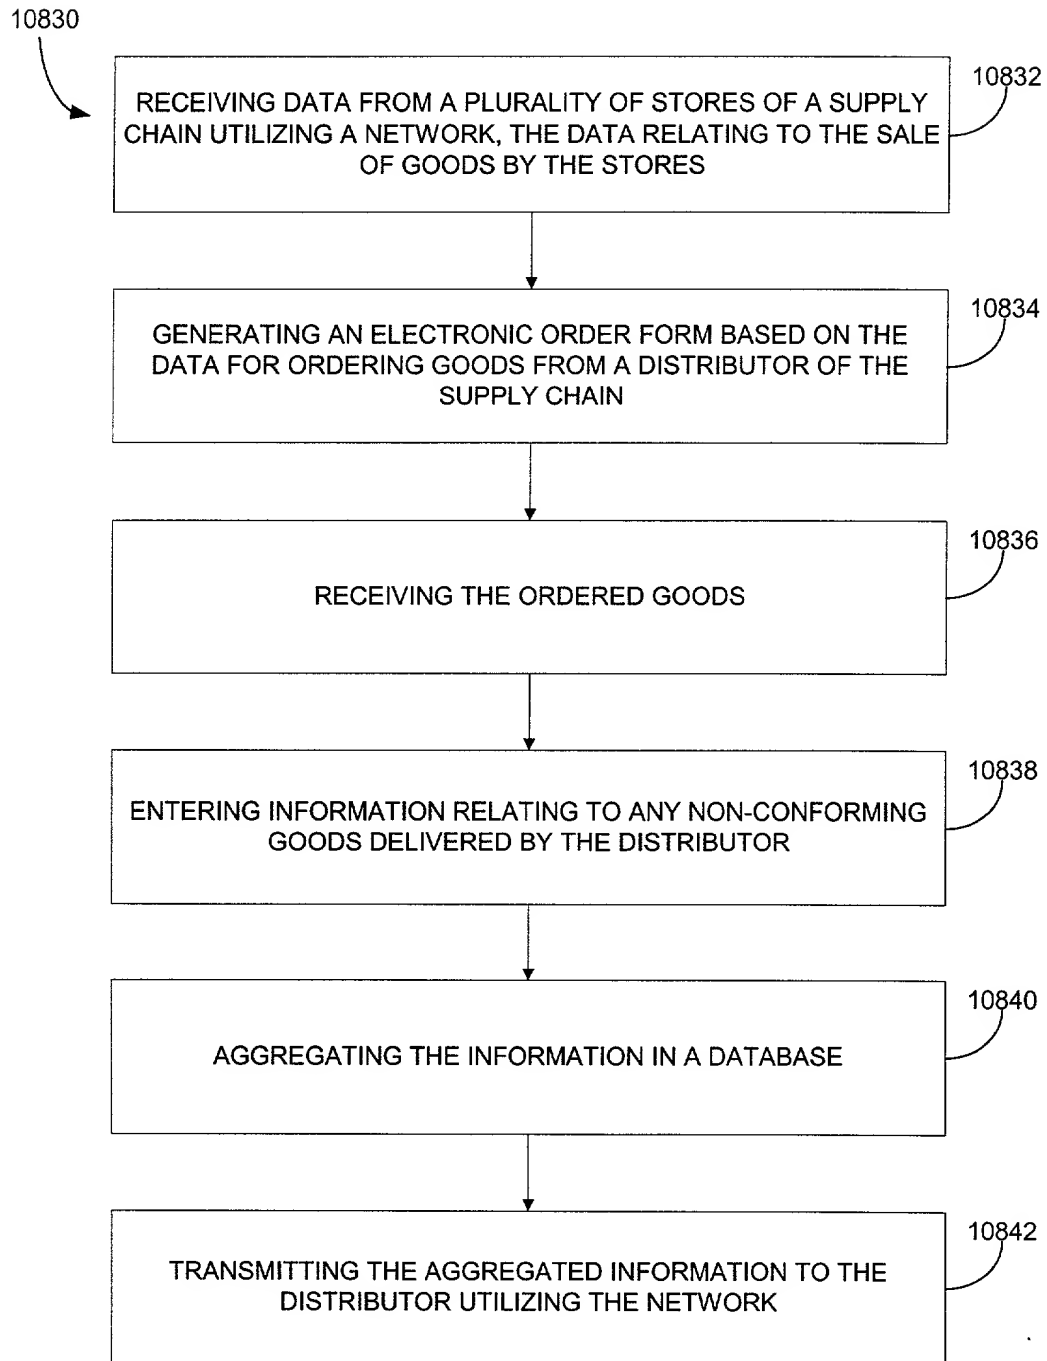 10830
10832
RECEIVING DATA FROM A PLURALITY OF STORES OF A SUPPLY
CHAIN UTILIZING A NETWORK, THE DATA RELATING TO THE SALE
OF GOODS BY THE STORES
10834
GENERATING AN ELECTRONIC ORDER FORM BASED ON THE
DATA FOR ORDERING GOODS FROM A DISTRIBUTOR OF THE
SUPPLY CHAIN
10836
RECEIVING THE ORDERED GOODS
10838
ENTERING INFORMATION RELATING TO ANY NON-CONFORMING
GOODS DELIVERED BY THE DISTRIBUTOR
10840
AGGREGATING THE INFORMATION IN A DATABASE
10842
TRANSMITTING THE AGGREGATED INFORMATION TO THE
DISTRIBUTOR UTILIZING THE NETWORK